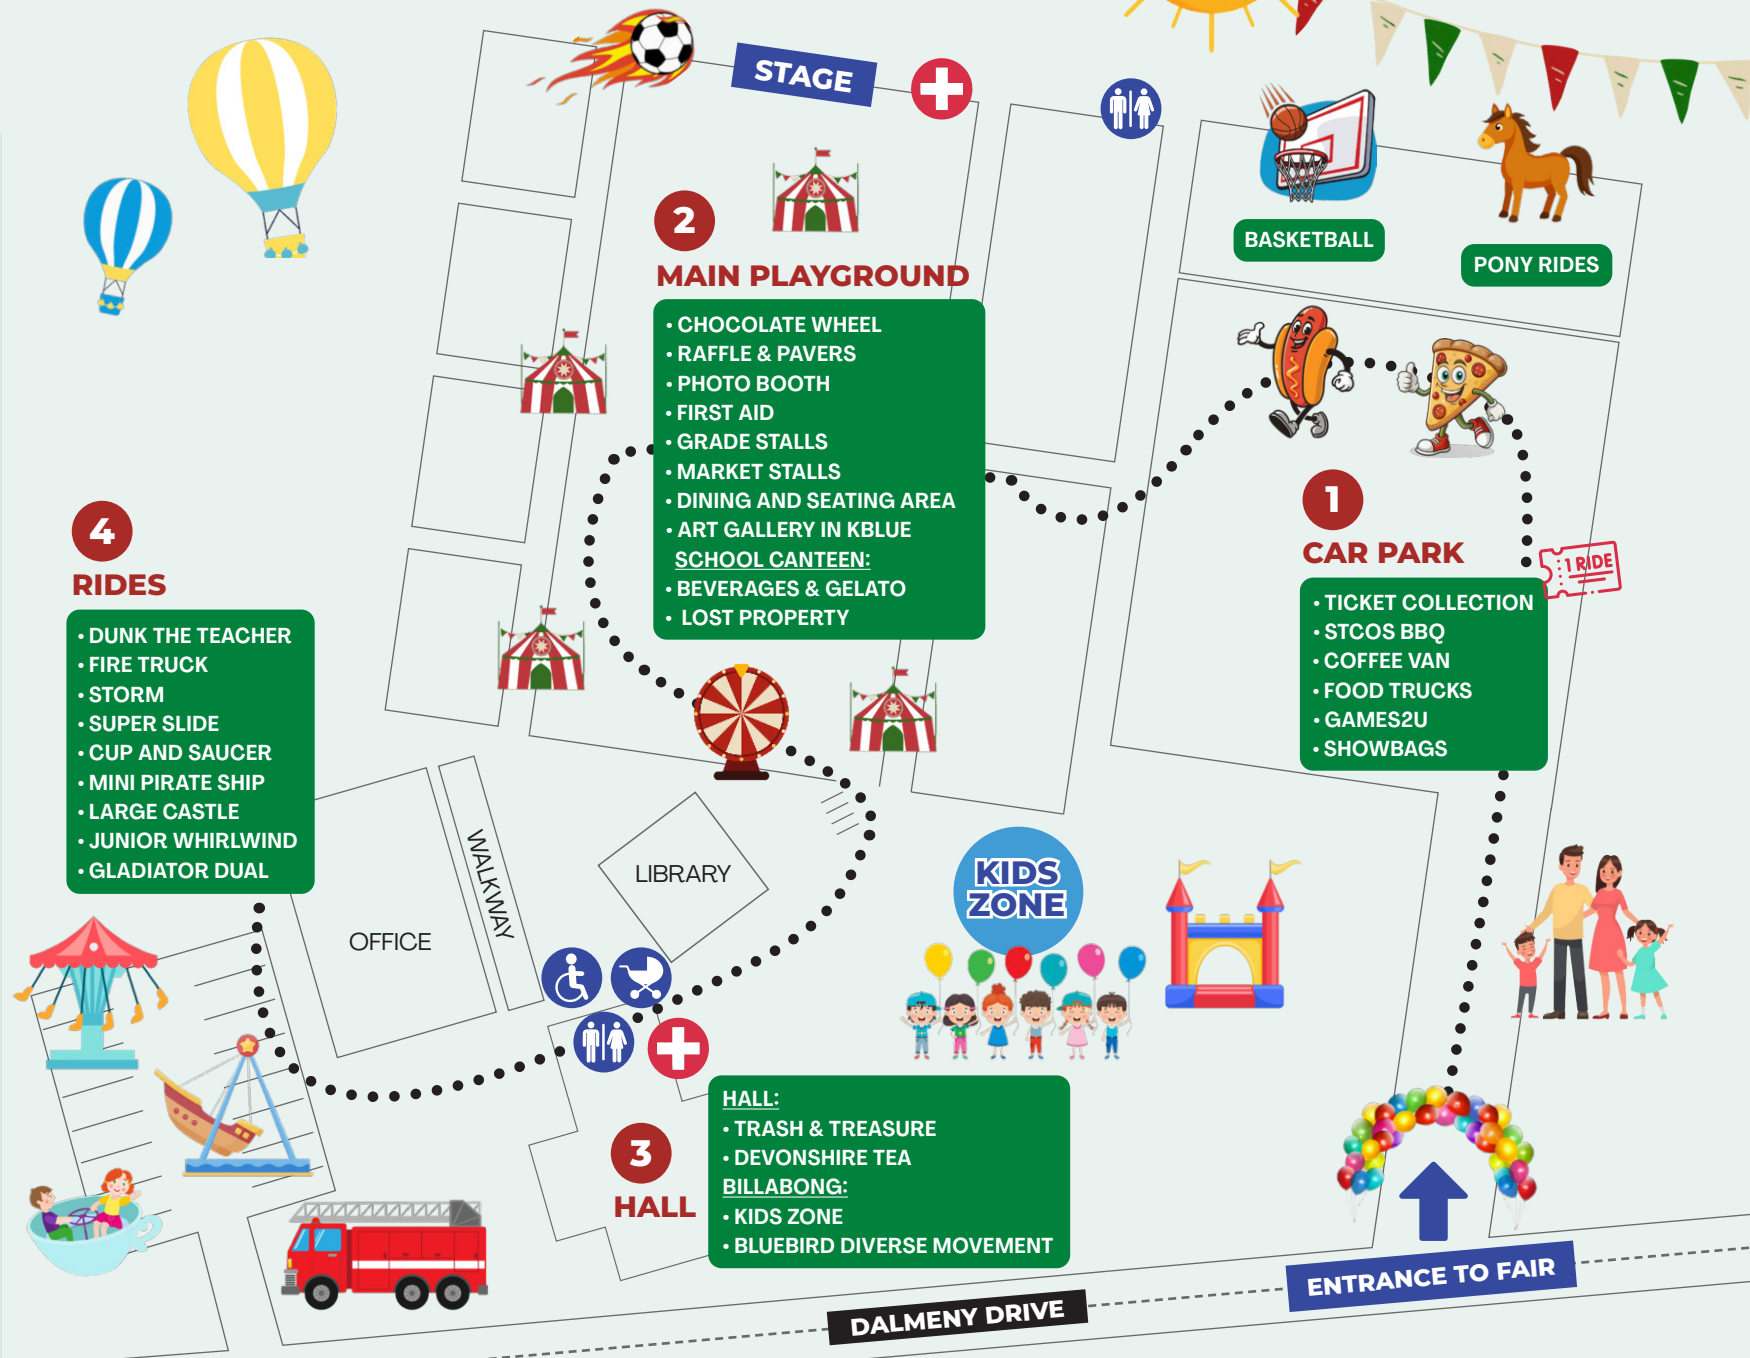 STAGE
2
MAIN PLAYGROUND
• CHOCOLATE WHEEL
• RAFFLE & PAVERS
• PHOTO BOOTH
• FIRST AID
• GRADE STALLS
• MARKET STALLS
• DINING AND SEATING AREA
• ART GALLERY IN KBLUE
SCHOOL CANTEEN:
• BEVERAGES & GELATO
• LOST PROPERTY
BASKETBALL
PONY RIDES
1
CAR PARK
1 RIDE
• TICKET COLLECTION
• STCOS BBQ
• COFFEE VAN
• FOOD TRUCKS
• GAMES2U
• SHOWBAGS
4
RIDES
• DUNK THE TEACHER
• FIRE TRUCK
• STORM
• SUPER SLIDE
• CUP AND SAUCER
• MINI PIRATE SHIP
• LARGE CASTLE
• JUNIOR WHIRLWIND
• GLADIATOR DUAL
OFFICE
WALKWAY
LIBRARY
KIDS
ZONE
3
HALL
HALL:
• TRASH & TREASURE
• DEVONSHIRE TEA
BILLABONG:
• KIDS ZONE
• BLUEBIRD DIVERSE MOVEMENT
ENTRANCE TO FAIR
DALMENY DRIVE